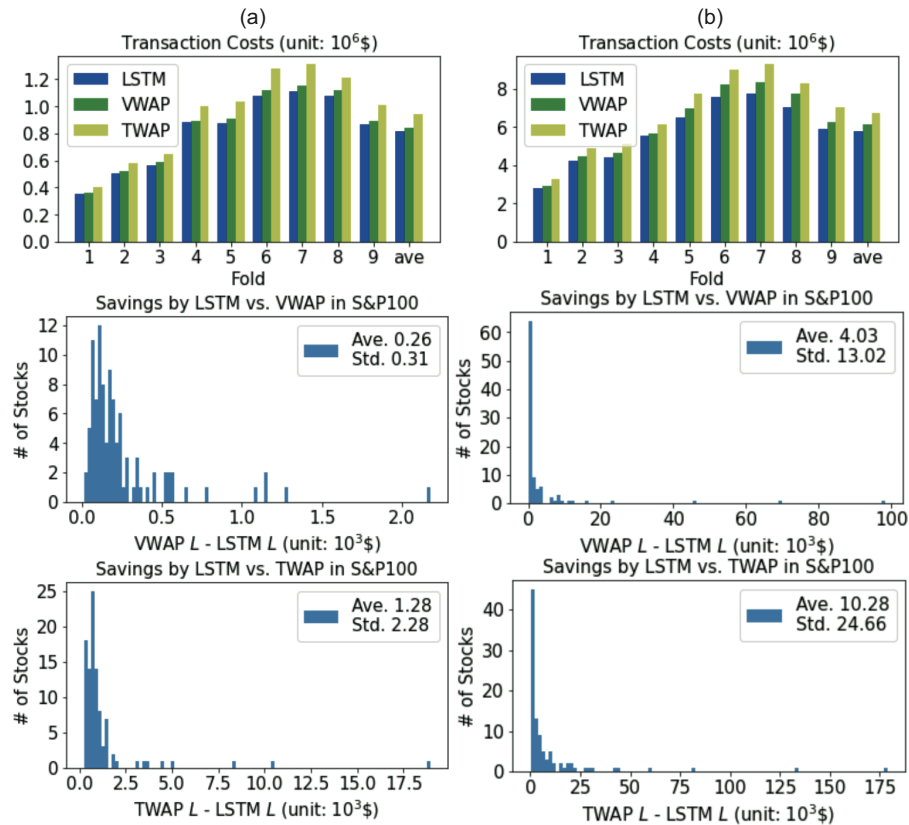 (a)
Transaction Costs (unit: 10⁶$)
1.2
1.0
0.8
0.6
0.4
0.2
0.0
LSTM
VWAP
TWAP
1 2 3 4 5 6 7 8 9 ave
Fold
Savings by LSTM vs. VWAP in S&P100
# of Stocks
12
10
8
6
4
2
0
Ave. 0.26
Std. 0.31
0.0 0.5 1.0 1.5 2.0
VWAP L - LSTM L (unit: 10³$)
Savings by LSTM vs. TWAP in S&P100
# of Stocks
25
20
15
10
5
0
Ave. 1.28
Std. 2.28
0.0 2.5 5.0 7.5 10.0 12.5 15.0 17.5
TWAP L - LSTM L (unit: 10³$)
(b)
Transaction Costs (unit: 10⁶$)
8
6
4
2
0
LSTM
VWAP
TWAP
1 2 3 4 5 6 7 8 9 ave
Fold
Savings by LSTM vs. VWAP in S&P100
# of Stocks
60
50
40
30
20
10
0
Ave. 4.03
Std. 13.02
0 20 40 60 80 100
VWAP L - LSTM L (unit: 10³$)
Savings by LSTM vs. TWAP in S&P100
# of Stocks
40
30
20
10
0
Ave. 10.28
Std. 24.66
0 25 50 75 100 125 150 175
TWAP L - LSTM L (unit: 10³$)